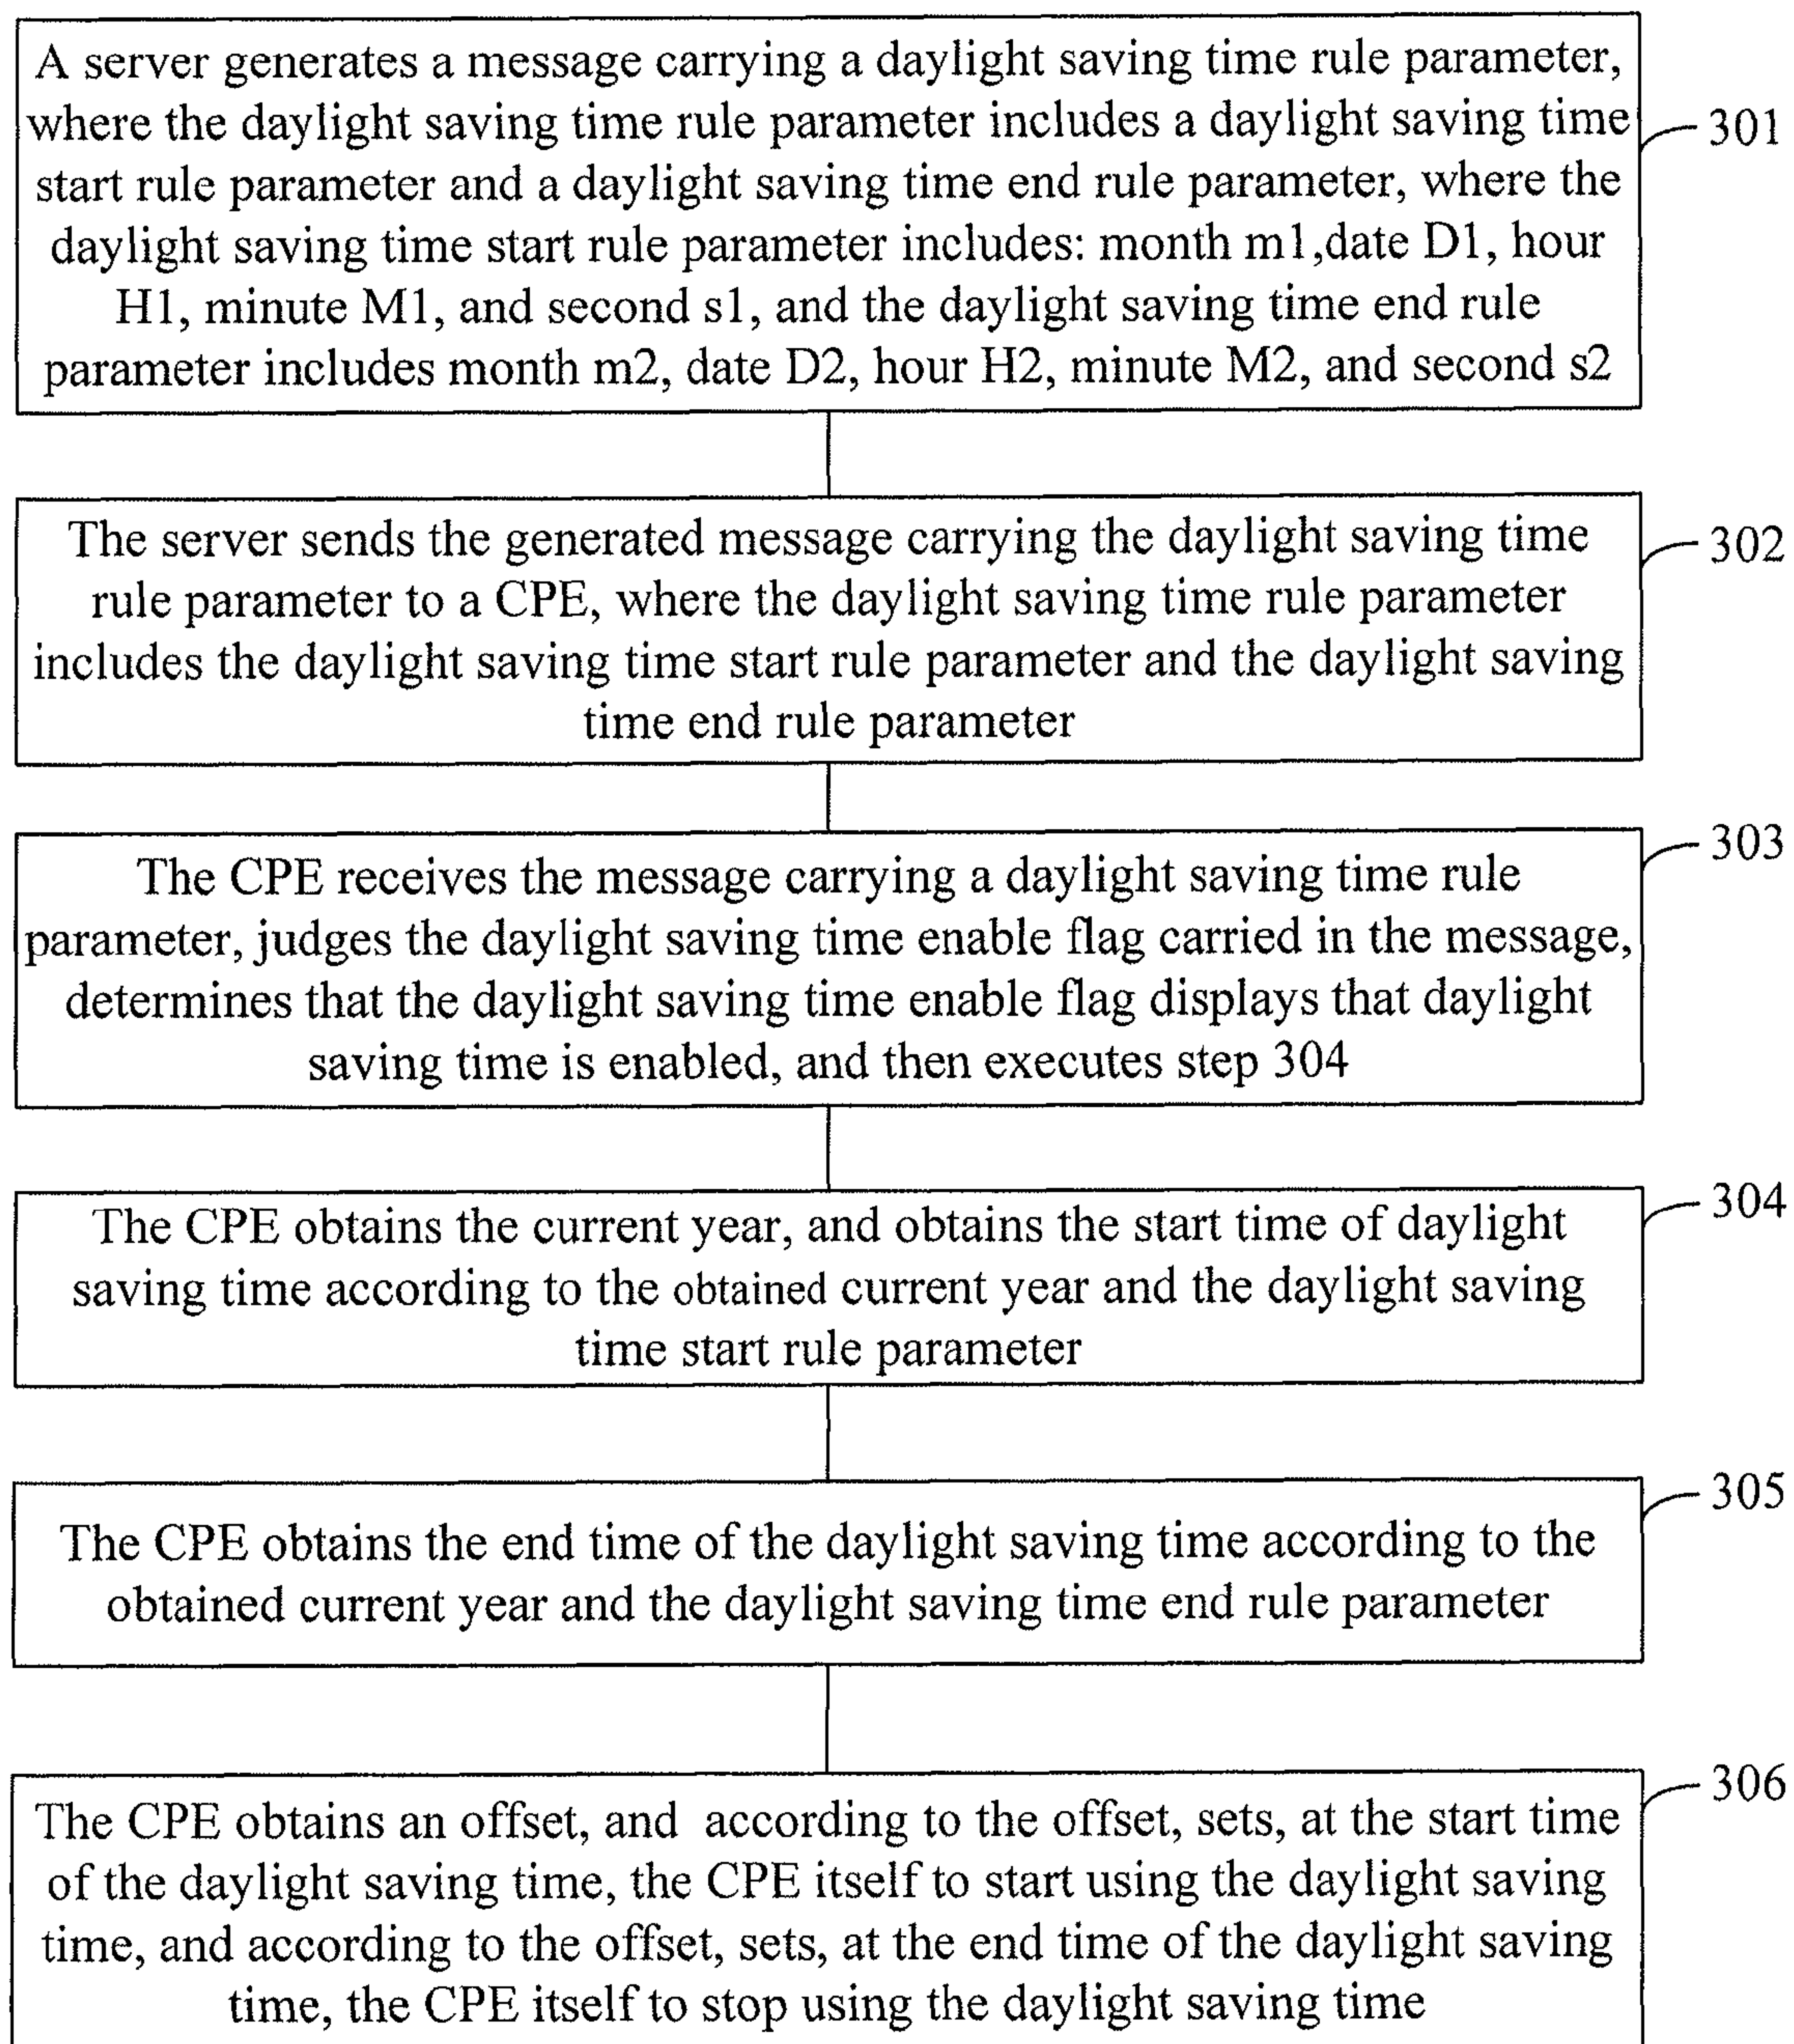 A server generates a message carrying a daylight saving time rule parameter,
where the daylight saving time rule parameter includes a daylight saving time
start rule parameter and a daylight saving time end rule parameter, where the
daylight saving time start rule parameter includes: month m1,date D1, hour
H1, minute M1, and second s1, and the daylight saving time end rule
parameter includes month m2, date D2, hour H2, minute M2, and second s2
301
The server sends the generated message carrying the daylight saving time
rule parameter to a CPE, where the daylight saving time rule parameter
includes the daylight saving time start rule parameter and the daylight saving
time end rule parameter
302
The CPE receives the message carrying a daylight saving time rule
parameter, judges the daylight saving time enable flag carried in the message,
determines that the daylight saving time enable flag displays that daylight
saving time is enabled, and then executes step 304
303
The CPE obtains the current year, and obtains the start time of daylight
saving time according to the obtained current year and the daylight saving
time start rule parameter
304
The CPE obtains the end time of the daylight saving time according to the
obtained current year and the daylight saving time end rule parameter
305
The CPE obtains an offset, and according to the offset, sets, at the start time
of the daylight saving time, the CPE itself to start using the daylight saving
time, and according to the offset, sets, at the end time of the daylight saving
time, the CPE itself to stop using the daylight saving time
306